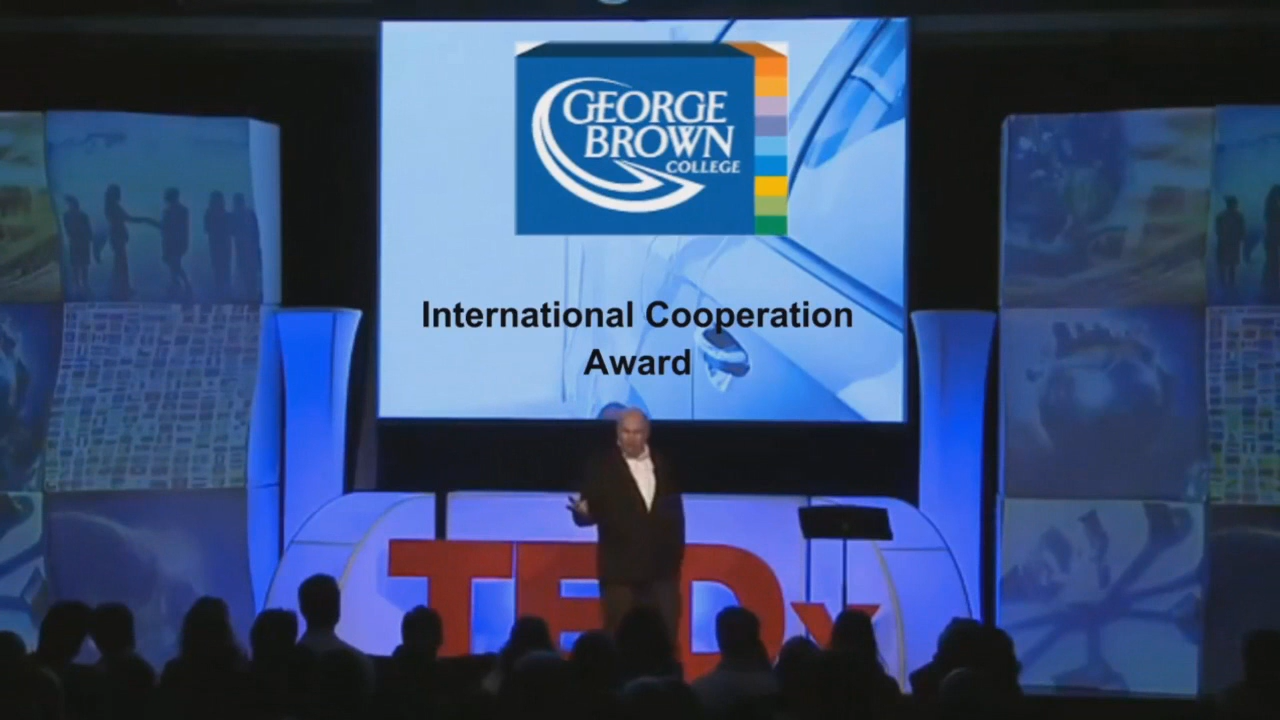 GEORGE
BROWN
COLLEGE
International Cooperation
Award
TEDx